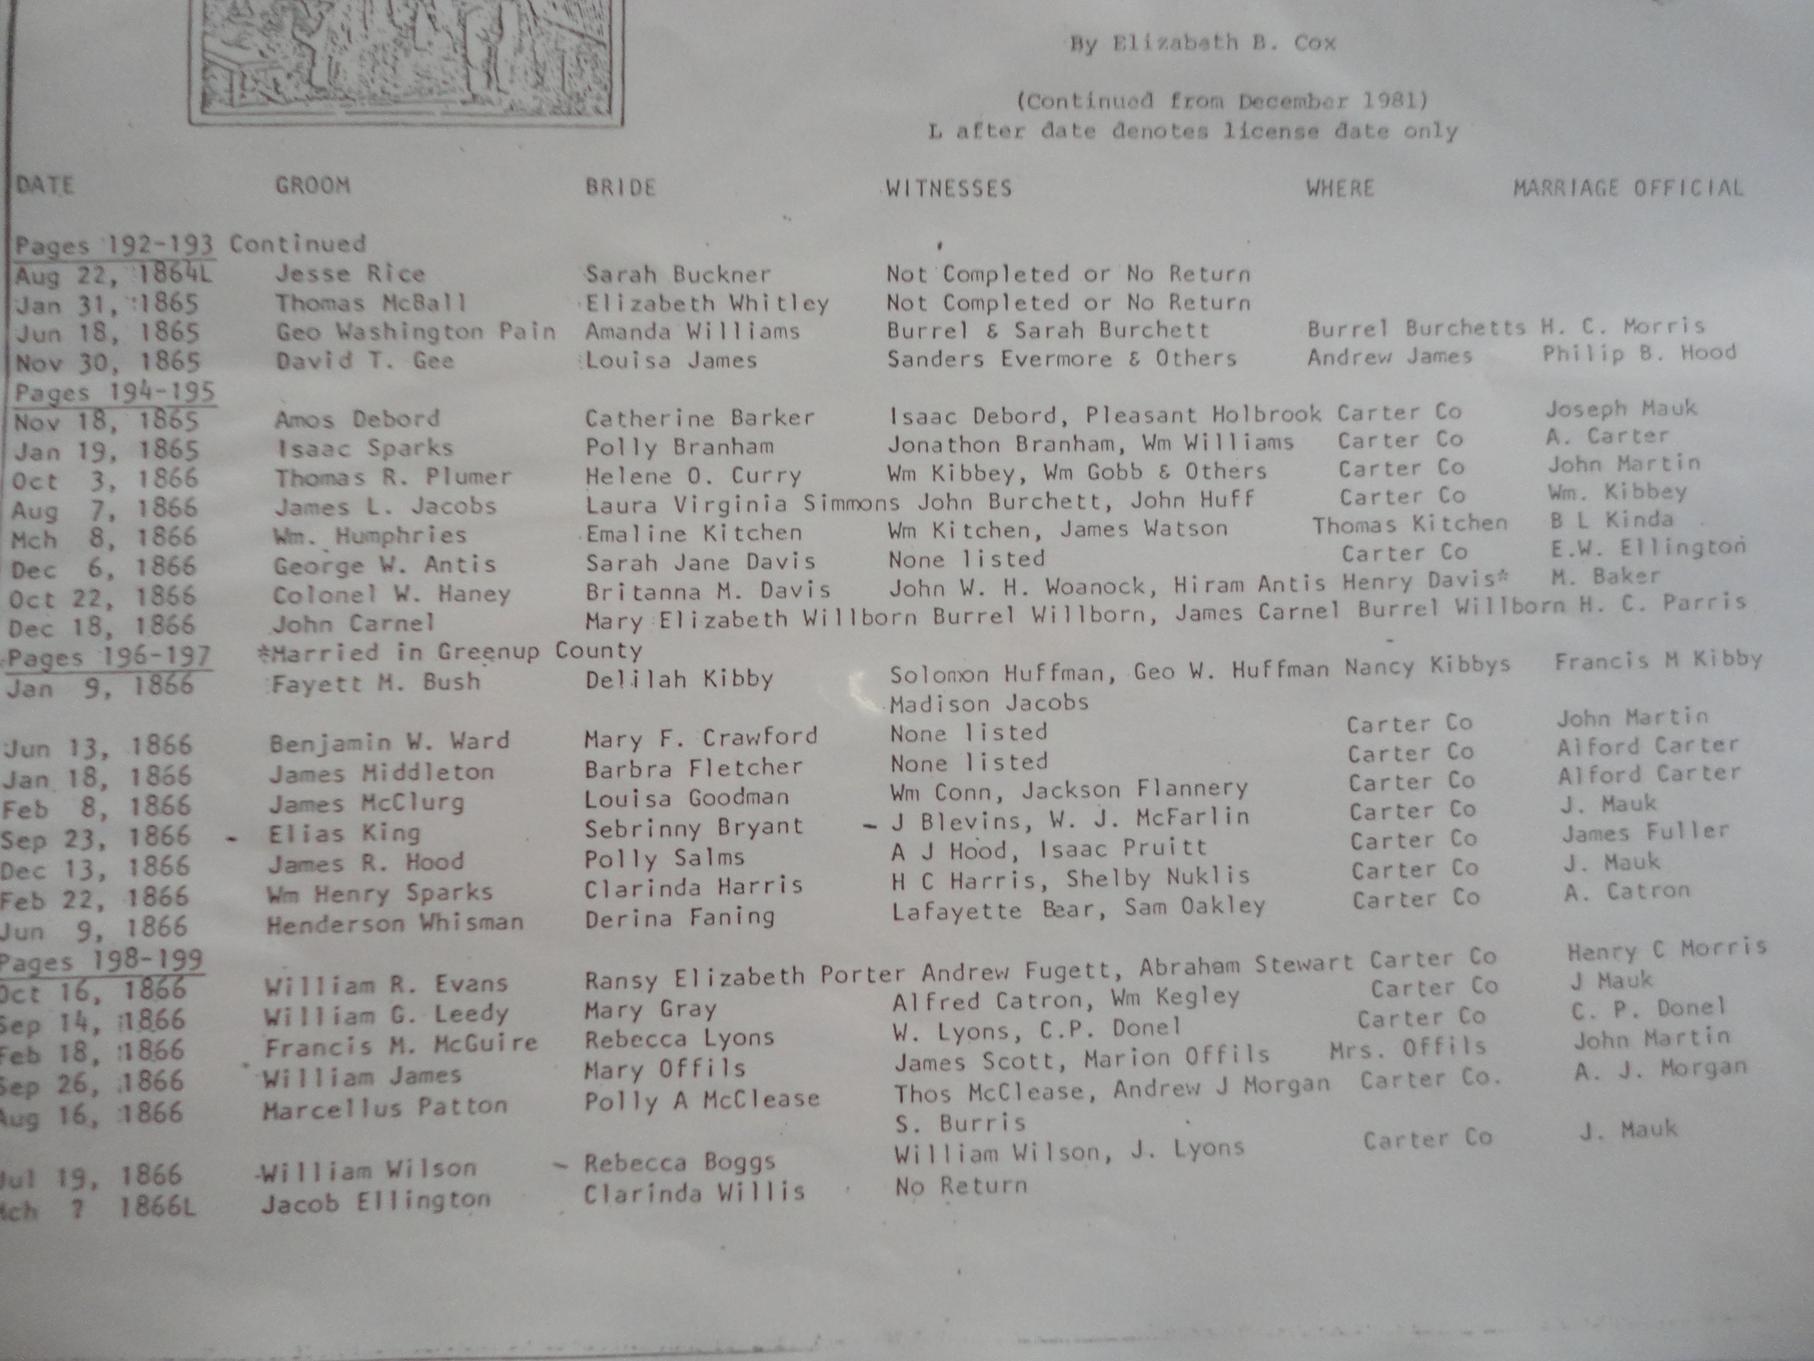 By Elizabeth B. Cox
(Continued from December 1981)
L after date denotes license date only
DATE GROOM BRIDE WITNESSES WHERE MARRIAGE OFFICIAL
Pages 192-193 Continued
Aug 22, 1864L Jesse Rice Sarah Buckner Not Completed or No Return
Jan 31, 1865 Thomas McBall Elizabeth Whitley Not Completed or No Return
Jun 18, 1865 Geo Washington Pain Amanda Williams Burrel & Sarah Burchett Burrel Burchetts H. C. Morris
Nov 30, 1865 David T. Gee Louisa James Sanders Evermore & Others Andrew James Philip B. Hood
Pages 194-195
Nov 18, 1865 Amos Debord Catherine Barker Isaac Debord, Pleasant Holbrook Carter Co Joseph Mauk
Jan 19, 1865 Isaac Sparks Polly Branham Jonathon Branham, Wm Williams Carter Co A. Carter
Oct 3, 1866 Thomas R. Plumer Helene O. Curry Wm Kibbey, Wm Gobb & Others Carter Co John Martin
Aug 7, 1866 James L. Jacobs Laura Virginia Simmons John Burchett, John Huff Carter Co Wm. Kibbey
Mch 8, 1866 Wm. Humphries Emaline Kitchen Wm Kitchen, James Watson Thomas Kitchen B L Kinda
Dec 6, 1866 George W. Antis Sarah Jane Davis None listed Carter Co E.W. Ellington
Oct 22, 1866 Colonel W. Haney Britanna M. Davis John W. H. Woanock, Hiram Antis Henry Davis* M. Baker
Dec 18, 1866 John Carnel Mary Elizabeth Willborn Burrel Willborn, James Carnel Burrel Willborn H. C. Parris
Pages 196-197 *Married in Greenup County
Jan 9, 1866 Fayett M. Bush Delilah Kibby Solomon Huffman, Geo W. Huffman Nancy Kibbys Francis M Kibby
Madison Jacobs
Jun 13, 1866 Benjamin W. Ward Mary F. Crawford None listed Carter Co John Martin
Jan 18, 1866 James Middleton Barbra Fletcher None listed Carter Co Alford Carter
Feb 8, 1866 James McClurg Louisa Goodman Wm Conn, Jackson Flannery Carter Co Alford Carter
Sep 23, 1866 - Elias King Sebrinny Bryant - J Blevins, W. J. McFarlin Carter Co J. Mauk
Dec 13, 1866 James R. Hood Polly Salms A J Hood, Isaac Pruitt Carter Co James Fuller
Feb 22, 1866 Wm Henry Sparks Clarinda Harris H C Harris, Shelby Nuklis Carter Co J. Mauk
Jun 9, 1866 Henderson Whisman Derina Faning Lafayette Bear, Sam Oakley Carter Co A. Catron
Pages 198-199
Oct 16, 1866 William R. Evans Ransy Elizabeth Porter Andrew Fugett, Abraham Stewart Carter Co Henry C Morris
Sep 14, 1866 William G. Leedy Mary Gray Alfred Catron, Wm Kegley Carter Co J Mauk
Feb 18, 1866 Francis M. McGuire Rebecca Lyons W. Lyons, C.P. Donel Carter Co C. P. Donel
Sep 26, 1866 William James Mary Offils James Scott, Marion Offils Mrs. Offils John Martin
Aug 16, 1866 Marcellus Patton Polly A McClease Thos McClease, Andrew J Morgan Carter Co. A. J. Morgan
S. Burris
Jul 19, 1866 -William Wilson - Rebecca Boggs William Wilson, J. Lyons Carter Co J. Mauk
Mch ? 1866L Jacob Ellington Clarinda Willis No Return